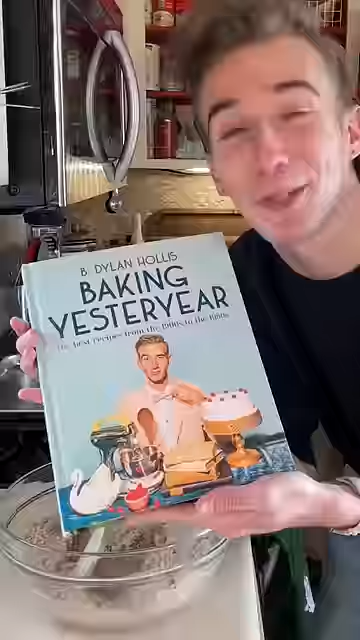 B. DYLAN HOLLIS
BAKING
YESTERYEAR
The best recipes from the 1900s to the 1980s